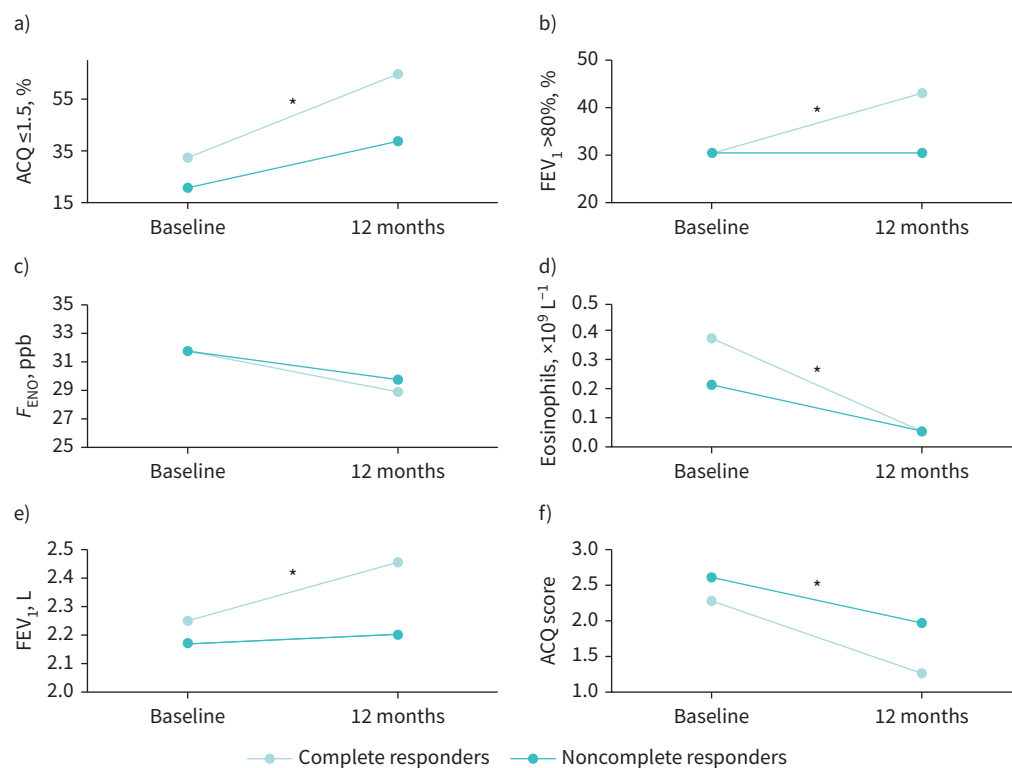 a)
ACQ ≤1.5, %
55
35
15
*
Baseline 12 months
b)
FEV₁ >80%, %
50
40
30
20
*
Baseline 12 months
c)
FENO, ppb
35
33
31
29
27
25
Baseline 12 months
d)
Eosinophils, ×10⁹ L⁻¹
0.5
0.4
0.3
0.2
0.1
0.0
*
Baseline 12 months
e)
FEV₁, L
2.5
2.4
2.3
2.2
2.1
2.0
*
Baseline 12 months
f)
ACQ score
3.0
2.5
2.0
1.5
1.0
*
Baseline 12 months
Complete responders Noncomplete responders